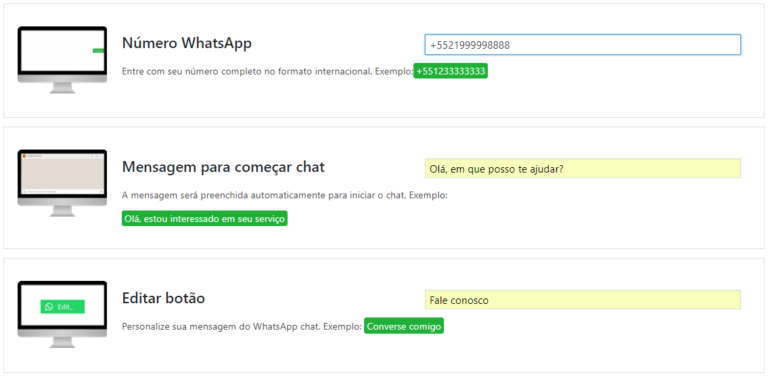 Número WhatsApp
+5521999998888
Entre com seu número completo no formato internacional. Exemplo: +551233333333
Mensagem para começar chat
Olá, em que posso te ajudar?
A mensagem será preenchida automaticamente para iniciar o chat. Exemplo:
Olá, estou interessado em seu serviço
Edit_
Editar botão
Fale conosco
Personalize sua mensagem do WhatsApp chat. Exemplo: Converse comigo